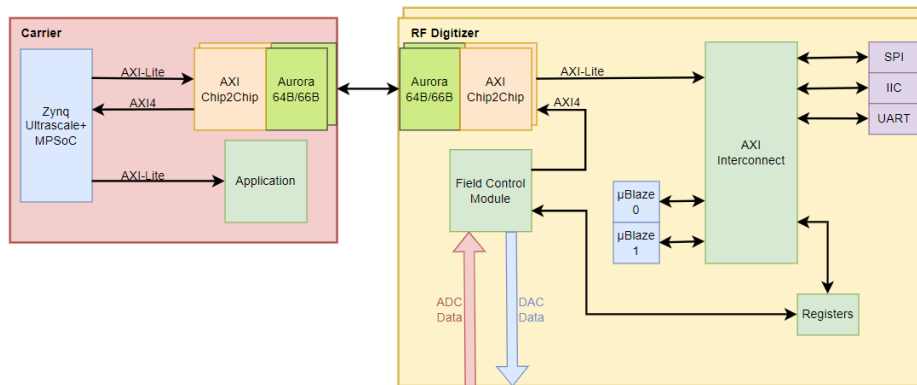 Carrier
Zynq
Ultrascale+
MPSoC
AXI-Lite
AXI4
AXI-Lite
AXI
Chip2Chip
Aurora
64B/66B
Application
RF Digitizer
Aurora
64B/66B
AXI
Chip2Chip
AXI-Lite
AXI4
Field Control
Module
ADC
Data
DAC
Data
µBlaze
0
µBlaze
1
AXI
Interconnect
SPI
IIC
UART
Registers